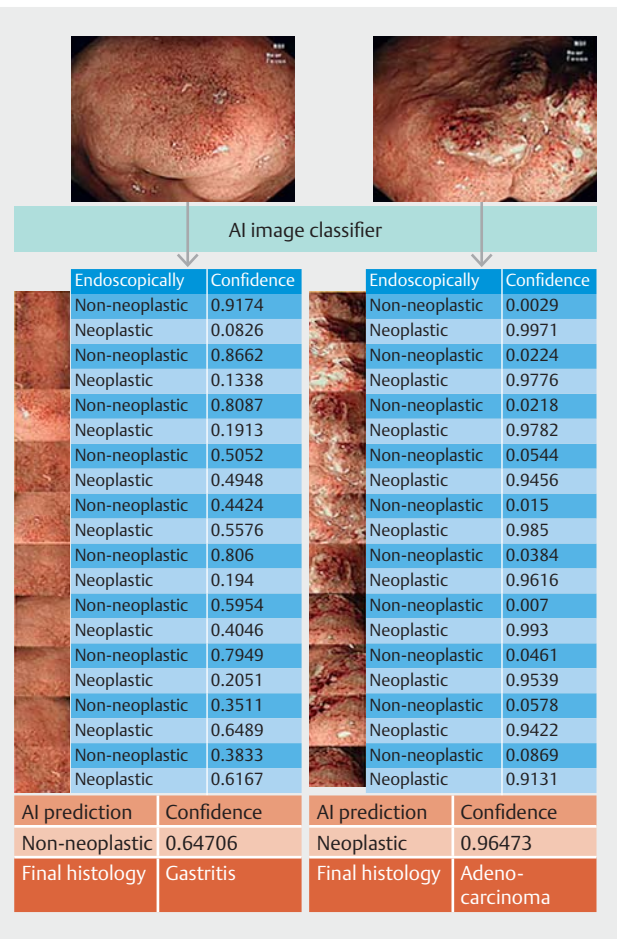 NBI
Near
Focus
NBI
Near
Focus
AI image classifier
Endoscopically Confidence
Non-neoplastic 0.9174
Neoplastic 0.0826
Non-neoplastic 0.8662
Neoplastic 0.1338
Non-neoplastic 0.8087
Neoplastic 0.1913
Non-neoplastic 0.5052
Neoplastic 0.4948
Non-neoplastic 0.4424
Neoplastic 0.5576
Non-neoplastic 0.806
Neoplastic 0.194
Non-neoplastic 0.5954
Neoplastic 0.4046
Non-neoplastic 0.7949
Neoplastic 0.2051
Non-neoplastic 0.3511
Neoplastic 0.6489
Non-neoplastic 0.3833
Neoplastic 0.6167
AI prediction Confidence
Non-neoplastic 0.64706
Final histology Gastritis
Endoscopically Confidence
Non-neoplastic 0.0029
Neoplastic 0.9971
Non-neoplastic 0.0224
Neoplastic 0.9776
Non-neoplastic 0.0218
Neoplastic 0.9782
Non-neoplastic 0.0544
Neoplastic 0.9456
Non-neoplastic 0.015
Neoplastic 0.985
Non-neoplastic 0.0384
Neoplastic 0.9616
Non-neoplastic 0.007
Neoplastic 0.993
Non-neoplastic 0.0461
Neoplastic 0.9539
Non-neoplastic 0.0578
Neoplastic 0.9422
Non-neoplastic 0.0869
Neoplastic 0.9131
AI prediction Confidence
Neoplastic 0.96473
Final histology Adeno-
carcinoma